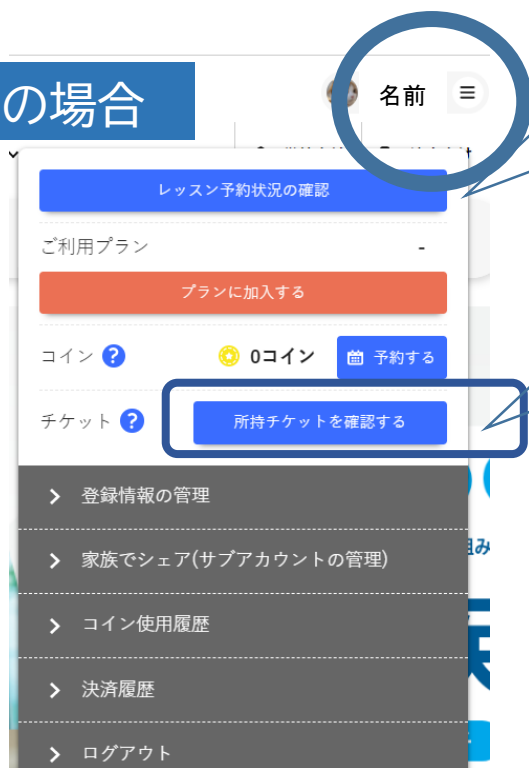 の場合
名前
レッスン予約状況の確認
ご利用プラン -
プランに加入する
コイン ? 0コイン 予約する
チケット ? 所持チケットを確認する
登録情報の管理
家族でシェア(サブアカウントの管理)
コイン使用履歴
決済履歴
ログアウト